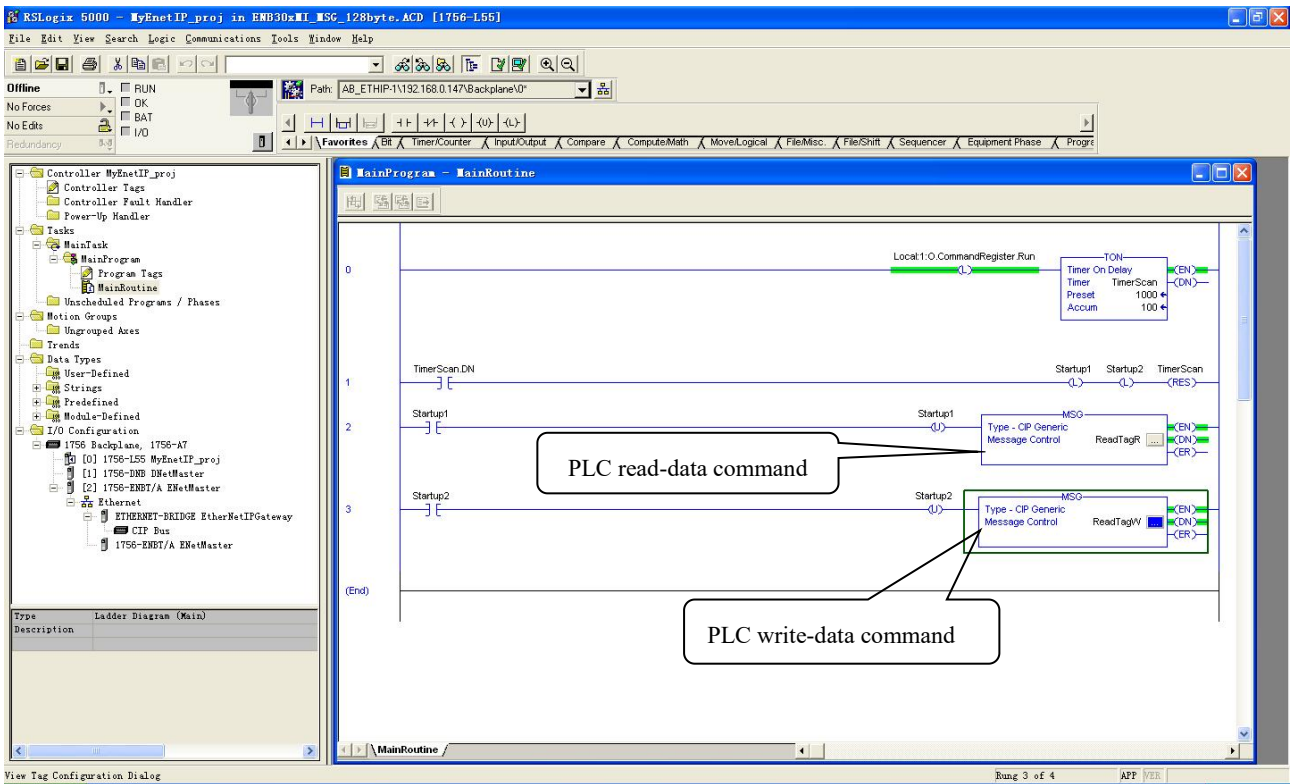 RSLogix 5000 - MyEnetIP_proj in ENB30xMI_MSG_128byte.ACD [1756-L55]
File Edit View Search Logic Communications Tools Window Help
Offline
RUN
No Forces
OK
No Edits
BAT
Redundancy
I/O
Path: AB_ETHIP-1\192.168.0.147\Backplane\0*
Favorites Bit Timer/Counter Input/Output Compare Compute/Math Move/Logical File/Misc. File/Shift Sequencer Equipment Phase Progra
Controller MyEnetIP_proj
Controller Tags
Controller Fault Handler
Power-Up Handler
Tasks
MainTask
MainProgram
Program Tags
MainRoutine
Unscheduled Programs / Phases
Motion Groups
Ungrouped Axes
Trends
Data Types
User-Defined
Strings
Predefined
Module-Defined
I/O Configuration
1756 Backplane, 1756-A7
[0] 1756-L55 MyEnetIP_proj
[1] 1756-DNB DNetMaster
[2] 1756-ENBT/A ENetMaster
Ethernet
ETHERNET-BRIDGE EtherNetIPGateway
CIP Bus
1756-ENBT/A ENetMaster
Type Ladder Diagram (Main)
Description
MainProgram - MainRoutine
0
Local:1:O.CommandRegister.Run
(L)
TON
Timer On Delay
Timer TimerScan
Preset 1000
Accum 100
(EN)
(DN)
1
TimerScan.DN
Startup1 Startup2 TimerScan
(L) (L) (RES)
2
Startup1
Startup1
(U)
MSG
Type - CIP Generic
Message Control ReadTagR ...
(EN)
(DN)
(ER)
PLC read-data command
3
Startup2
Startup2
(U)
MSG
Type - CIP Generic
Message Control ReadTagW ...
(EN)
(DN)
(ER)
PLC write-data command
(End)
MainRoutine
View Tag Configuration Dialog
Rung 3 of 4 APP VER